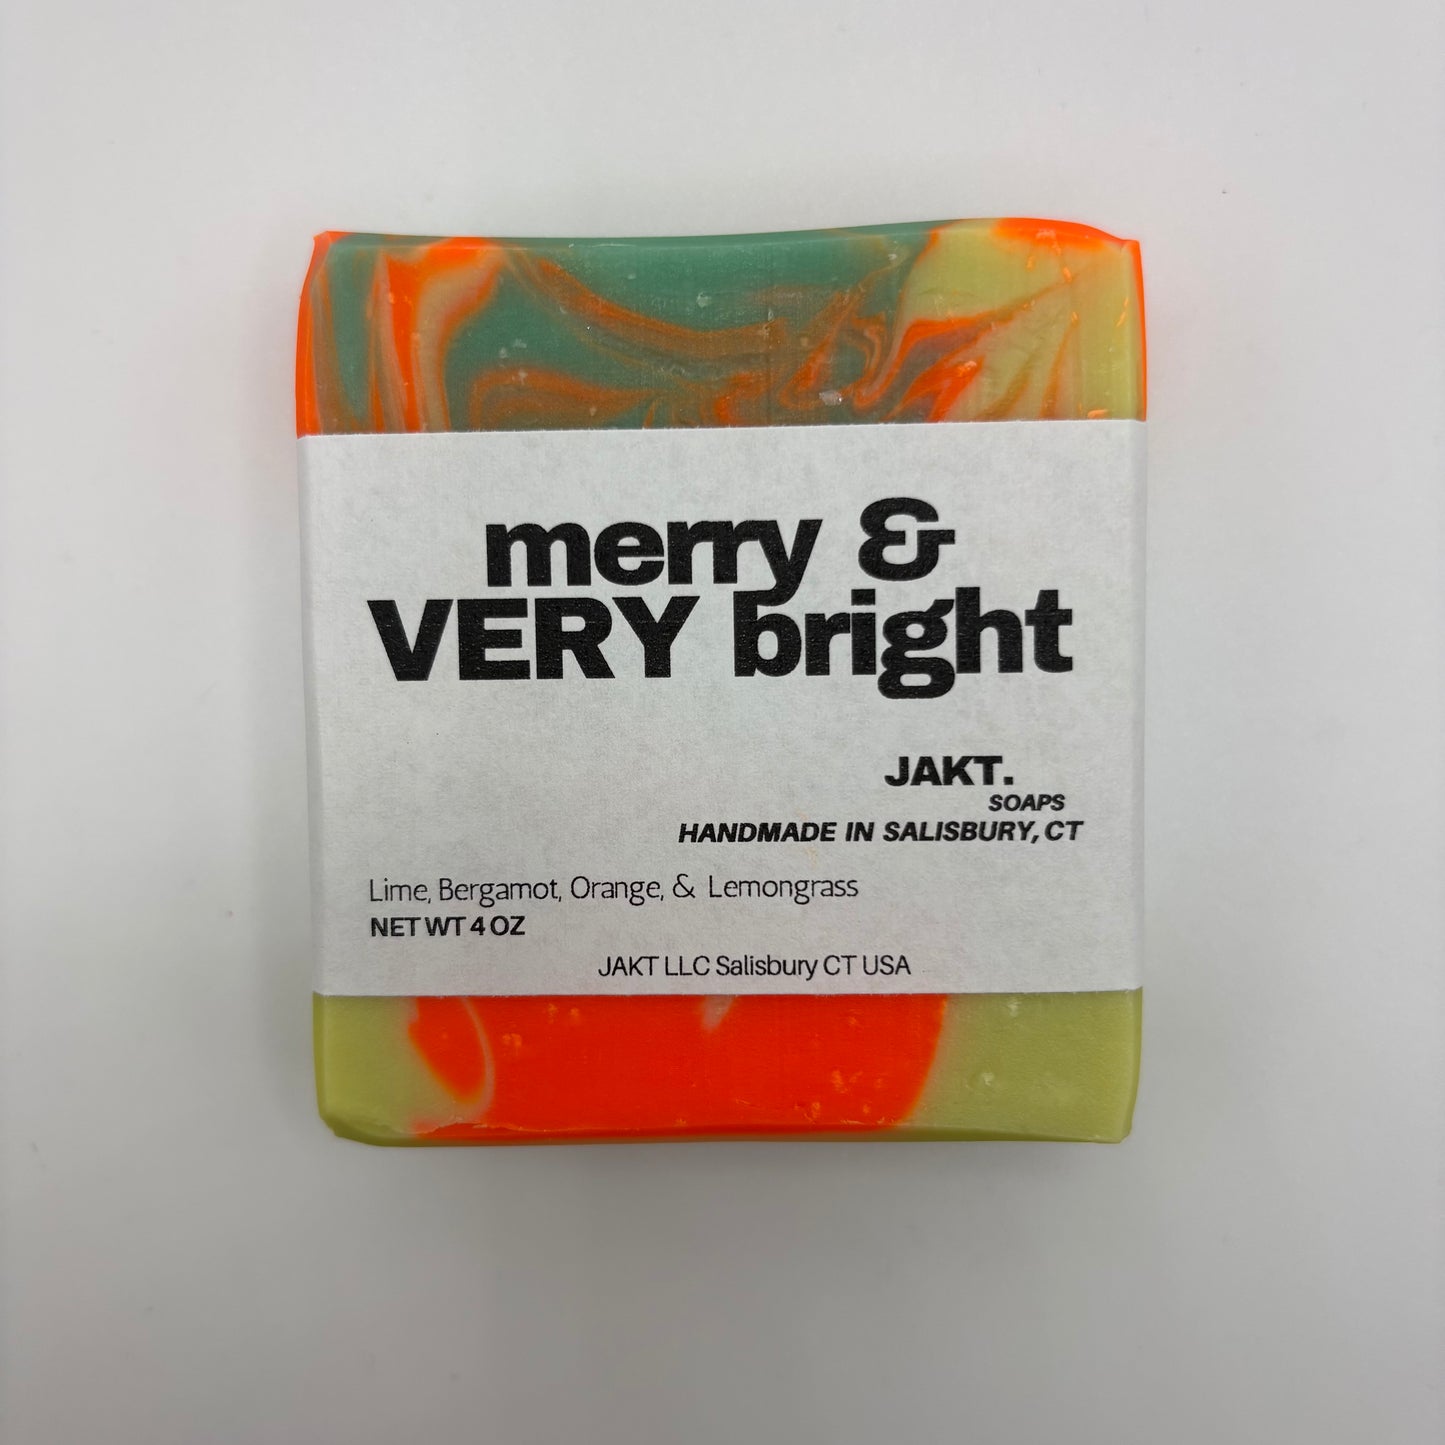 merry &
VERY bright
JAKT.
SOAPS
HANDMADE IN SALISBURY, CT
Lime, Bergamot, Orange, & Lemongrass
NET WT 4 OZ
JAKT LLC Salisbury CT USA